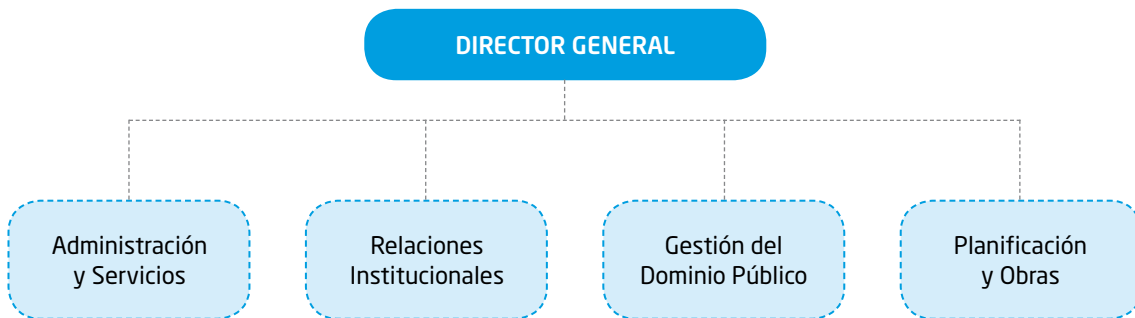 DIRECTOR GENERAL
Administración
y Servicios
Relaciones
Institucionales
Gestión del
Dominio Público
Planificación
y Obras